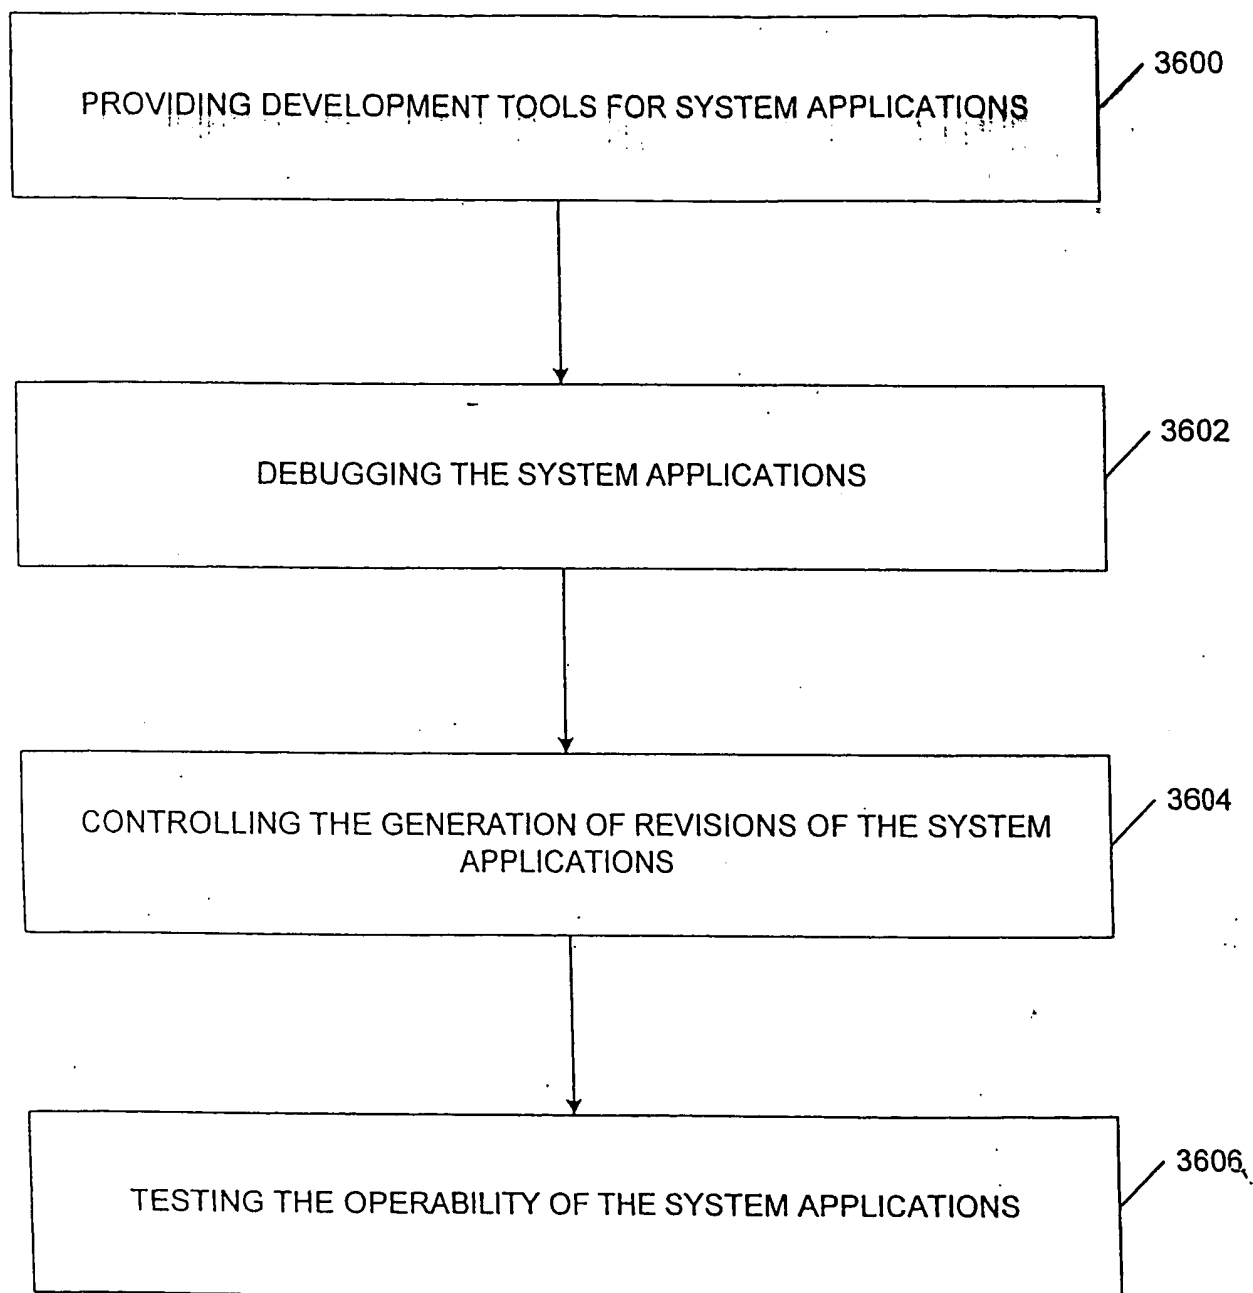 3600
PROVIDING DEVELOPMENT TOOLS FOR SYSTEM APPLICATIONS
3602
DEBUGGING THE SYSTEM APPLICATIONS
3604
CONTROLLING THE GENERATION OF REVISIONS OF THE SYSTEM
APPLICATIONS
3606
TESTING THE OPERABILITY OF THE SYSTEM APPLICATIONS